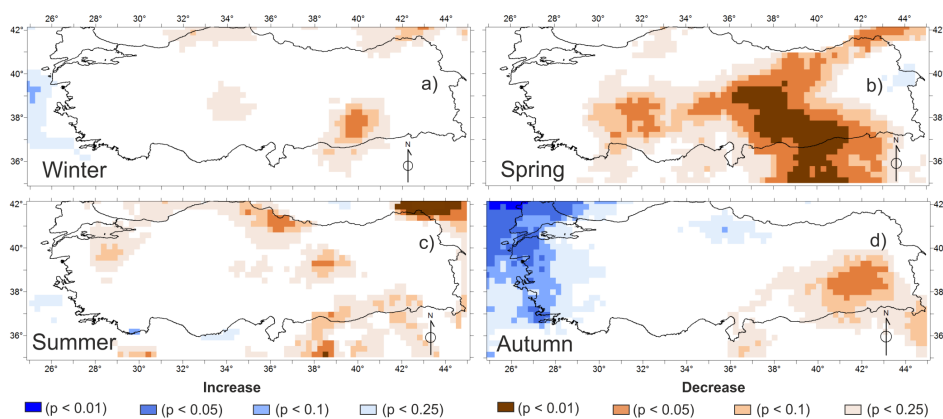 26° 28° 30° 32° 34° 36° 38° 40° 42° 44° 28° 30° 32° 34° 36° 38° 40° 42° 44°
42°
40°
38°
36°
a)
N
Winter
b)
N
Spring
40
38
36
42°
40°
38°
36°
c)
N
Summer
d)
N
Autumn
42°
40
38
36
26° 28° 30° 32° 34° 36° 38° 40° 42° 44° 28° 30° 32° 34° 36° 38° 40° 42° 44°
Increase Decrease
(p < 0.01) (p < 0.05) (p < 0.1) (p < 0.25) (p < 0.01) (p < 0.05) (p < 0.1) (p < 0.25)